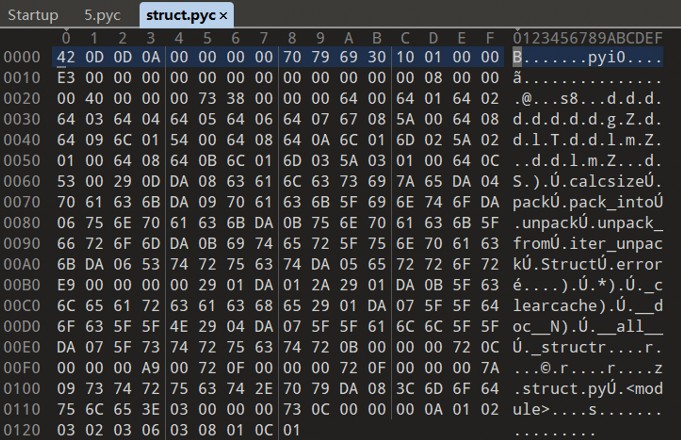 Startup 5.pyc struct.pyc ×
0 1 2 3 4 5 6 7 8 9 A B C D E F 0123456789ABCDEF
0000 42 0D 0D 0A 00 00 00 00 70 79 69 30 10 01 00 00 B.......pyi0....
0010 E3 00 00 00 00 00 00 00 00 00 00 00 00 08 00 00 ã...............
0020 00 40 00 00 00 73 38 00 00 00 64 00 64 01 64 02 .@...s8...d.d.d.
0030 64 03 64 04 64 05 64 06 64 07 67 08 5A 00 64 08 d.d.d.d.d.g.Z.d.
0040 64 09 6C 01 54 00 64 08 64 0A 6C 01 6D 02 5A 02 d.l.T.d.d.l.m.Z.
0050 01 00 64 08 64 0B 6C 01 6D 03 5A 03 01 00 64 0C ..d.d.l.m.Z...d.
0060 53 00 29 0D DA 08 63 61 6C 63 73 69 7A 65 DA 04 S.).Ú.calcsizeÚ.
0070 70 61 63 6B DA 09 70 61 63 6B 5F 69 6E 74 6F DA packÚ.pack_intoÚ
0080 06 75 6E 70 61 63 6B DA 0B 75 6E 70 61 63 6B 5F .unpackÚ.unpack_
0090 66 72 6F 6D DA 0B 69 74 65 72 5F 75 6E 70 61 63 fromÚ.iter_unpac
00A0 6B DA 06 53 74 72 75 63 74 DA 05 65 72 72 6F 72 kÚ.StructÚ.error
00B0 E9 00 00 00 00 29 01 DA 01 2A 29 01 DA 0B 5F 63 é....).Ú.*).Ú._c
00C0 6C 65 61 72 63 61 63 68 65 29 01 DA 07 5F 5F 64 learcache).Ú.__d
00D0 6F 63 5F 5F 4E 29 04 DA 07 5F 5F 61 6C 6C 5F 5F oc__N).Ú.__all__
00E0 DA 07 5F 73 74 72 75 63 74 72 0B 00 00 00 72 0C Ú._structr....r.
00F0 00 00 00 A9 00 72 0F 00 00 00 72 0F 00 00 00 7A ...©.r....r....z
0100 09 73 74 72 75 63 74 2E 70 79 DA 08 3C 6D 6F 64 .struct.pyÚ.<mod
0110 75 6C 65 3E 03 00 00 00 73 0C 00 00 00 0A 01 02 ule>....s.......
0120 03 02 03 06 03 08 01 0C 01 .........